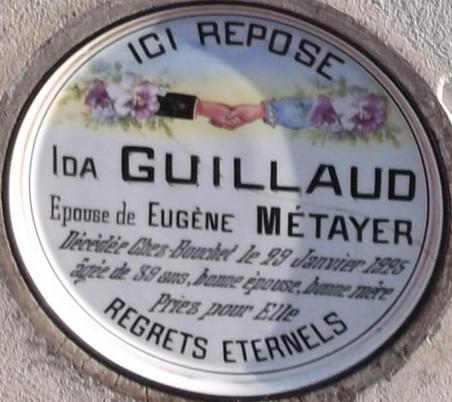 ICI REPOSE
IDA GUILLAUD
Epouse de EUGÈNE MÉTAYER
Décédée Chez-Bouchet le 29 Janvier 1925
âgée de 39 ans, bonne épouse, bonne mère
Priez pour Elle
REGRETS ETERNELS